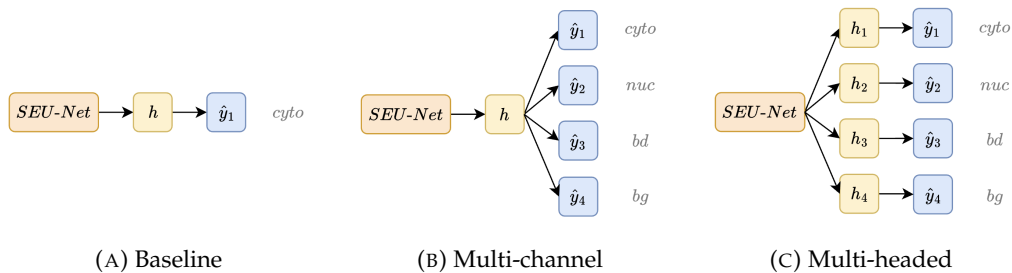 SEU-Net h ŷ₁ cyto
(A) Baseline
SEU-Net h
ŷ₁ cyto
ŷ₂ nuc
ŷ₃ bd
ŷ₄ bg
(B) Multi-channel
SEU-Net
h₁ ŷ₁ cyto
h₂ ŷ₂ nuc
h₃ ŷ₃ bd
h₄ ŷ₄ bg
(C) Multi-headed